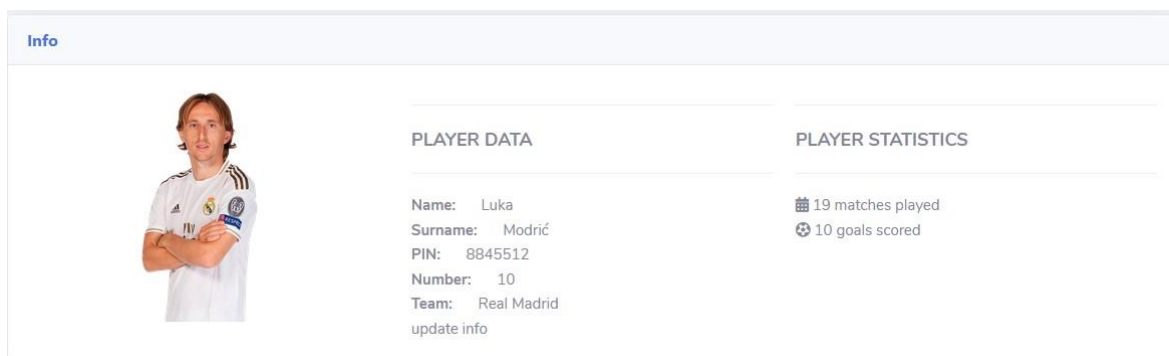 Info
PLAYER DATA
Name: Luka
Surname: Modrić
PIN: 8845512
Number: 10
Team: Real Madrid
update info
PLAYER STATISTICS
19 matches played
10 goals scored